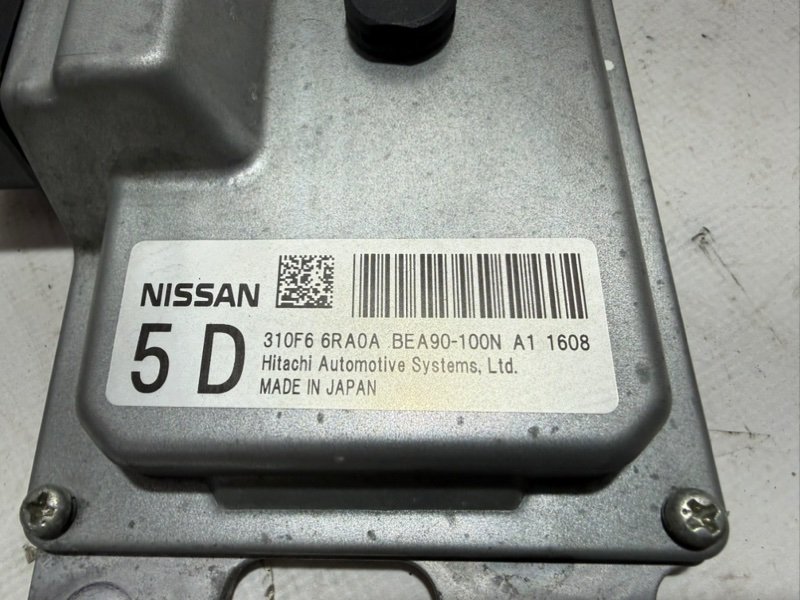 NISSAN
5 D
310F6 6RA0A BEA90-100N A1 1608
Hitachi Automotive Systems, Ltd.
MADE IN JAPAN